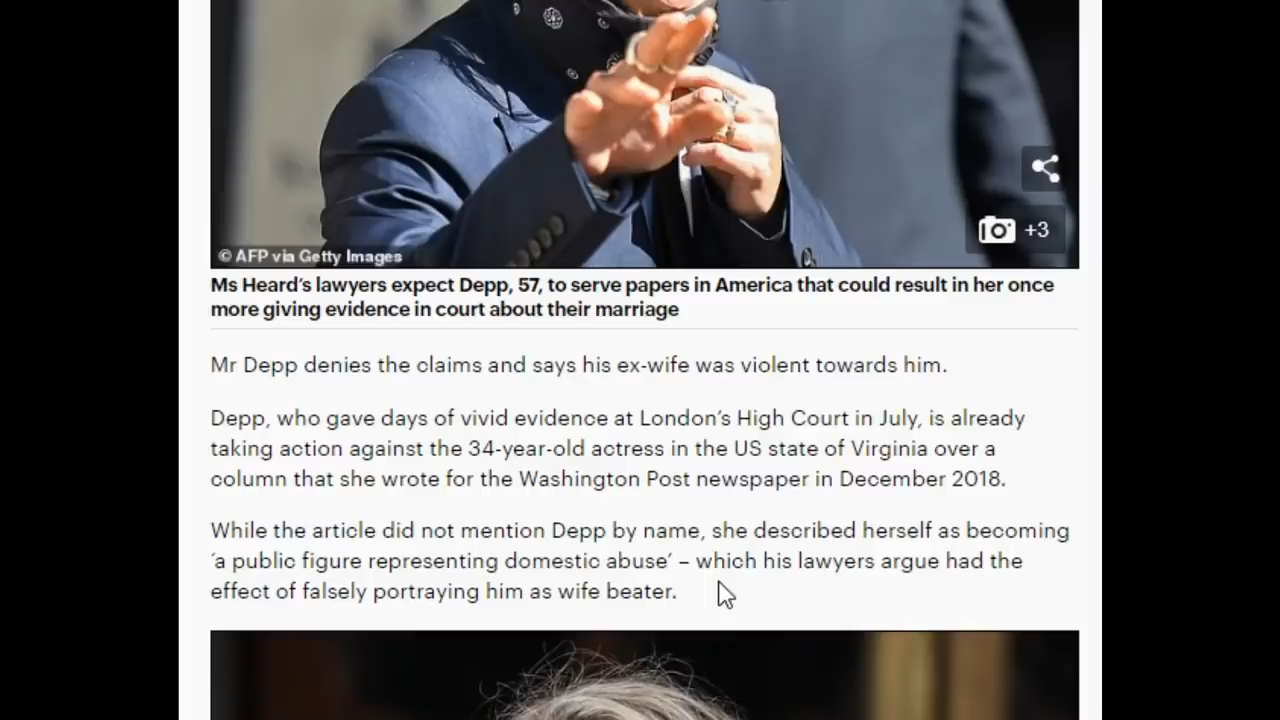 +3
© AFP via Getty Images
Ms Heard's lawyers expect Depp, 57, to serve papers in America that could result in her once
more giving evidence in court about their marriage
Mr Depp denies the claims and says his ex-wife was violent towards him.
Depp, who gave days of vivid evidence at London's High Court in July, is already
taking action against the 34-year-old actress in the US state of Virginia over a
column that she wrote for the Washington Post newspaper in December 2018.
While the article did not mention Depp by name, she described herself as becoming
'a public figure representing domestic abuse' – which his lawyers argue had the
effect of falsely portraying him as wife beater.